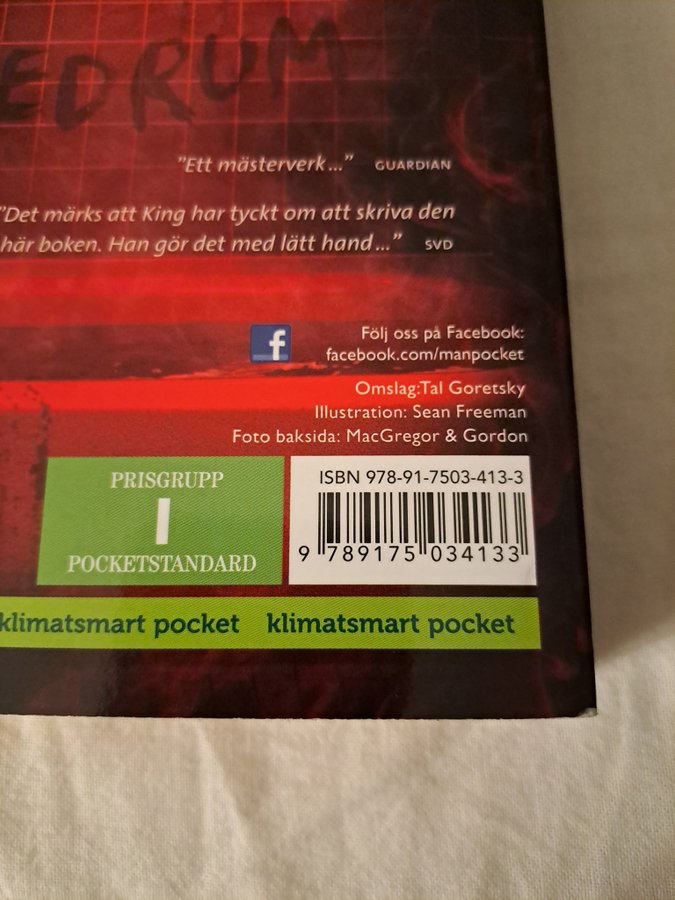 EDRUM
"Ett mästerverk ..." GUARDIAN
"Det märks att King har tyckt om att skriva den
här boken. Han gör det med lätt hand ..." SVD
f
Följ oss på Facebook:
facebook.com/manpocket
Omslag:Tal Goretsky
Illustration: Sean Freeman
Foto baksida: MacGregor & Gordon
PRISGRUPP
I
POCKETSTANDARD
ISBN 978-91-7503-413-3
9 789175 034133
klimatsmart pocket klimatsmart pocket